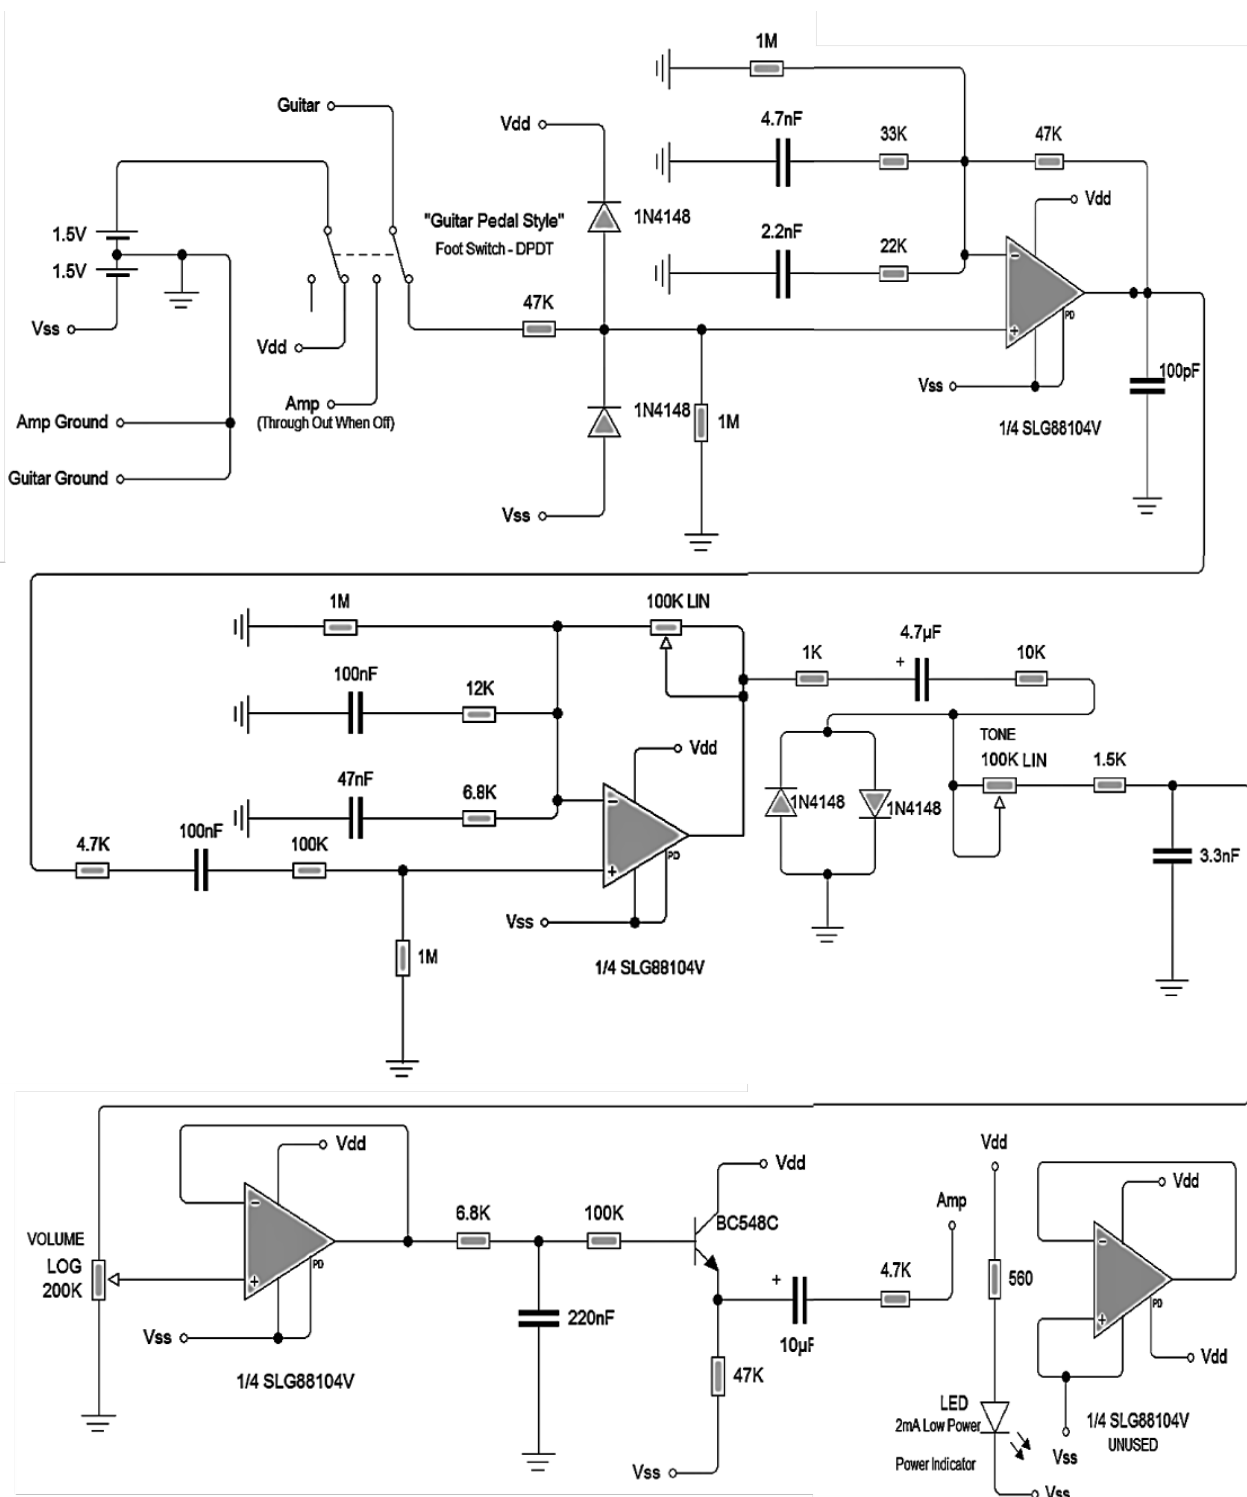 1M
Guitar
Vdd
4.7nF
33K
47K
Vdd
"Guitar Pedal Style"
Foot Switch - DPDT
1N4148
1.5V
1.5V
2.2nF
22K
-
47K
Vss
+
PD
Vdd
Vss
100pF
Amp
(Through Out When Off)
1N4148
1M
Amp Ground
1/4 SLG88104V
Guitar Ground
Vss
1M
100K LIN
4.7µF
1K
+
10K
100nF
12K
TONE
Vdd
100K LIN
1.5K
47nF
6.8K
-
1N4148
1N4148
100nF
4.7K
100K
PD
3.3nF
+
Vss
1M
1/4 SLG88104V
Vdd
Vdd
Vdd
Vdd
-
6.8K
100K
BC548C
Amp
VOLUME
LOG
200K
-
PD
+
+
4.7K
560
+
PD
Vss
220nF
10µF
Vdd
1/4 SLG88104V
47K
LED
2mA Low Power
1/4 SLG88104V
UNUSED
Power Indicator
Vss
Vss
Vss